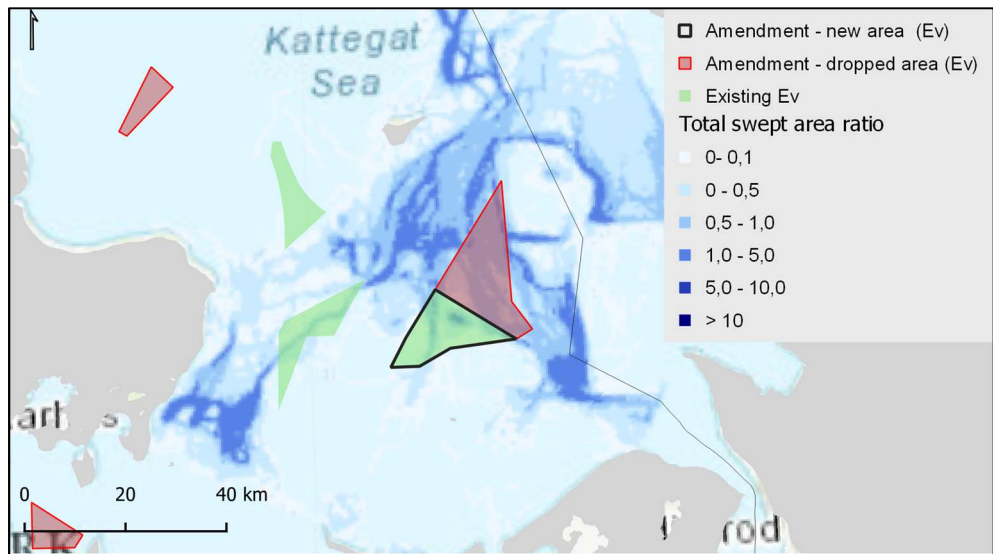 Kattegat
Sea
Amendment - new area (Ev)
Amendment - dropped area (Ev)
Existing Ev
Total swept area ratio
0- 0,1
0 - 0,5
0,5 - 1,0
1,0 - 5,0
5,0 - 10,0
> 10
0 20 40 km